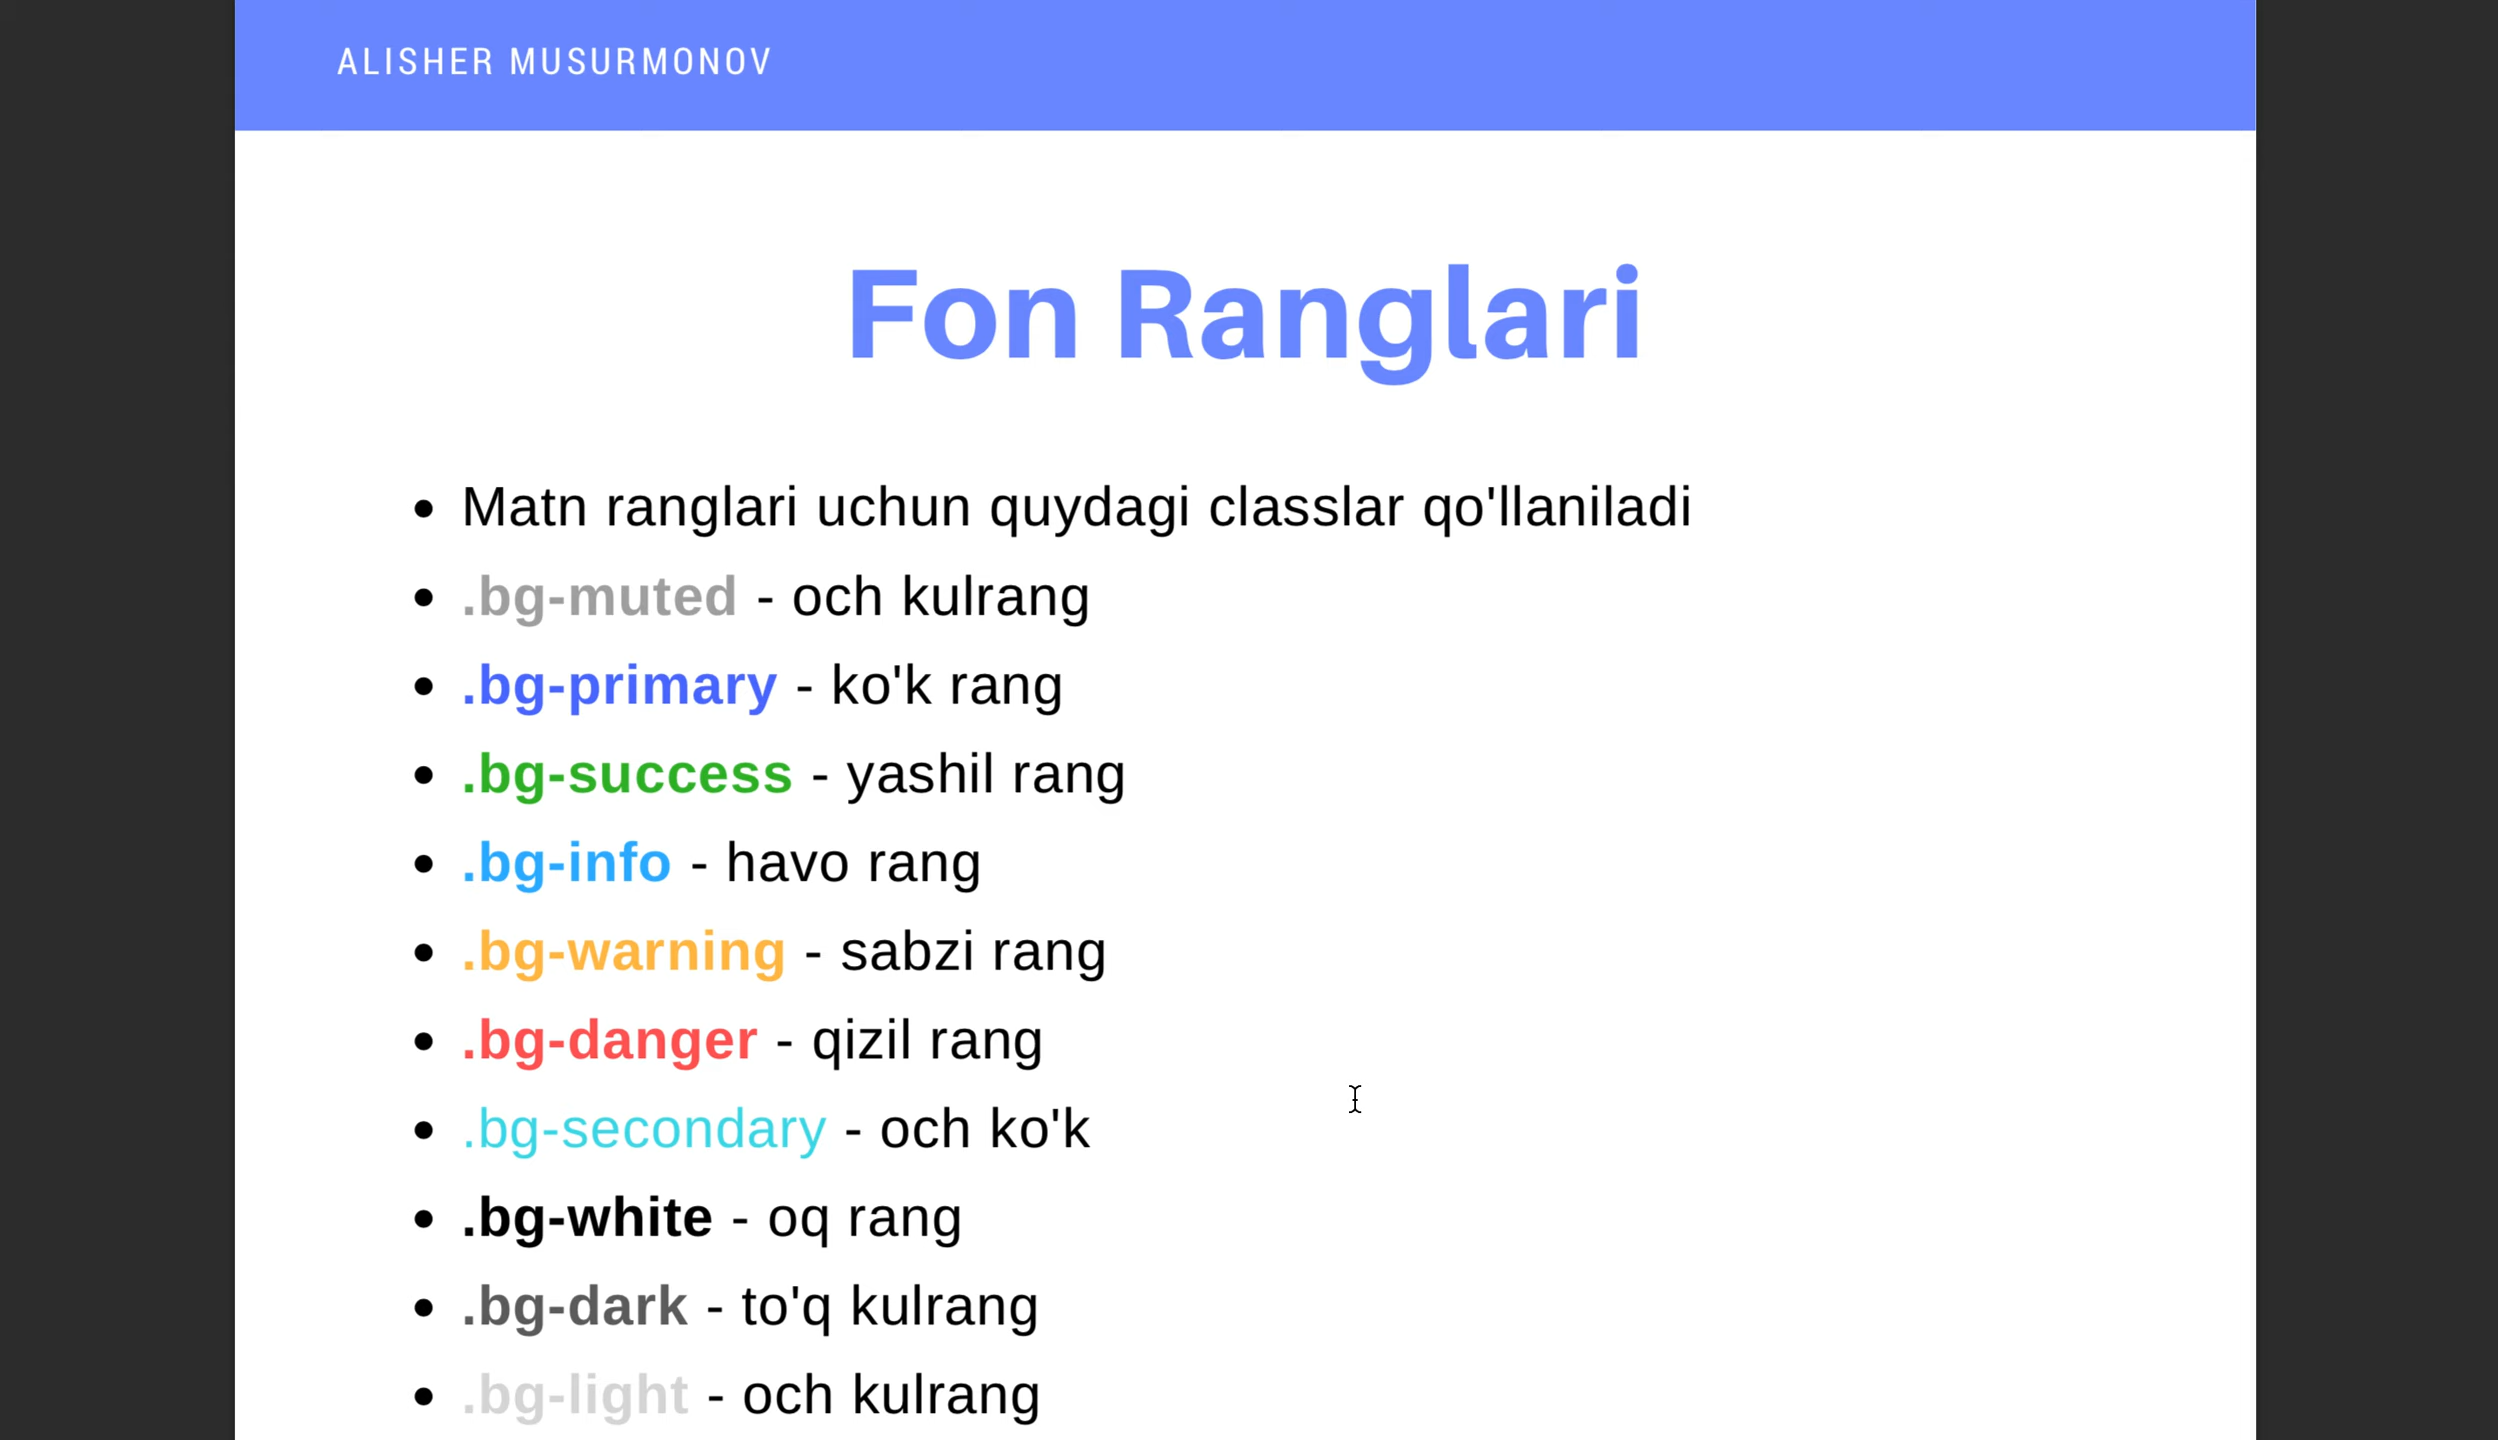 ALISHER MUSURMONOV
Fon Ranglari
Matn ranglari uchun quydagi classlar qo'llaniladi
.bg-muted - och kulrang
.bg-primary - ko'k rang
.bg-success - yashil rang
.bg-info - havo rang
.bg-warning - sabzi rang
.bg-danger - qizil rang
.bg-secondary - och ko'k
.bg-white - oq rang
.bg-dark - to'q kulrang
.bg-light - och kulrang